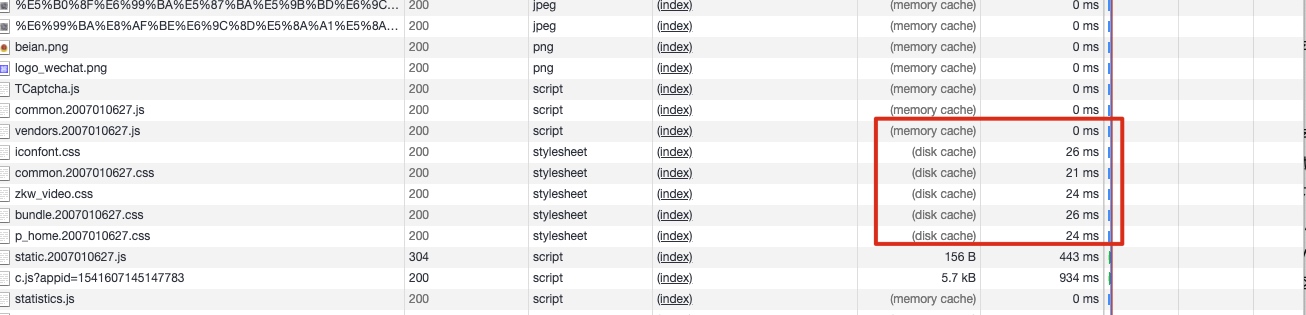 %E5%B0%8F%E6%99%BA%E5%87%BA%E5%9B%BD%E6%9C... 200 jpeg (index) (memory cache) 0 ms
%E6%99%BA%E8%AF%BE%E6%9C%8D%E5%8A%A1%E5%8A... 200 jpeg (index) (memory cache) 0 ms
beian.png 200 png (index) (memory cache) 0 ms
logo_wechat.png 200 png (index) (memory cache) 0 ms
TCaptcha.js 200 script (index) (memory cache) 0 ms
common.2007010627.js 200 script (index) (memory cache) 0 ms
vendors.2007010627.js 200 script (index) (memory cache) 0 ms
iconfont.css 200 stylesheet (index) (disk cache) 26 ms
common.2007010627.css 200 stylesheet (index) (disk cache) 21 ms
zkw_video.css 200 stylesheet (index) (disk cache) 24 ms
bundle.2007010627.css 200 stylesheet (index) (disk cache) 26 ms
p_home.2007010627.css 200 stylesheet (index) (disk cache) 24 ms
static.2007010627.js 304 script (index) 156 B 443 ms
c.js?appid=1541607145147783 200 script (index) 5.7 kB 934 ms
statistics.js 200 script (index) (memory cache) 0 ms